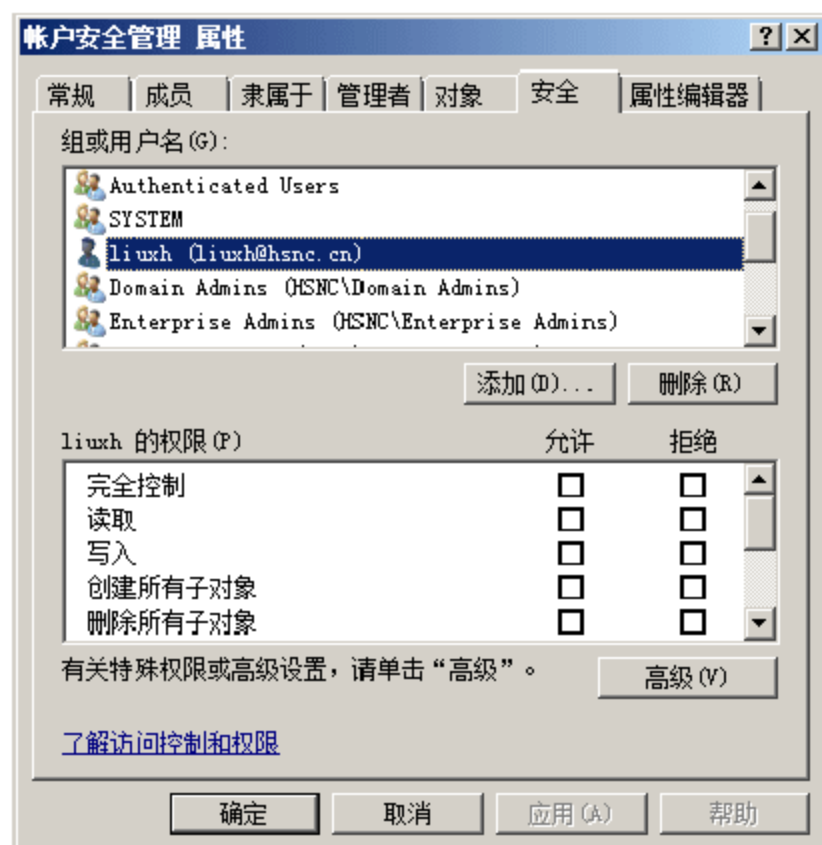 帐户安全管理 属性
常规 成员 隶属于 管理者 对象 安全 属性编辑器
组或用户名(G):
Authenticated Users
SYSTEM
liuxh (liuxh@hsnc.cn)
Domain Admins (HSNC\Domain Admins)
Enterprise Admins (HSNC\Enterprise Admins)
添加(D)... 删除(R)
liuxh 的权限(P) 允许 拒绝
完全控制
读取
写入
创建所有子对象
删除所有子对象
有关特殊权限或高级设置，请单击“高级”。 高级(V)
了解访问控制和权限
确定 取消 应用(A) 帮助